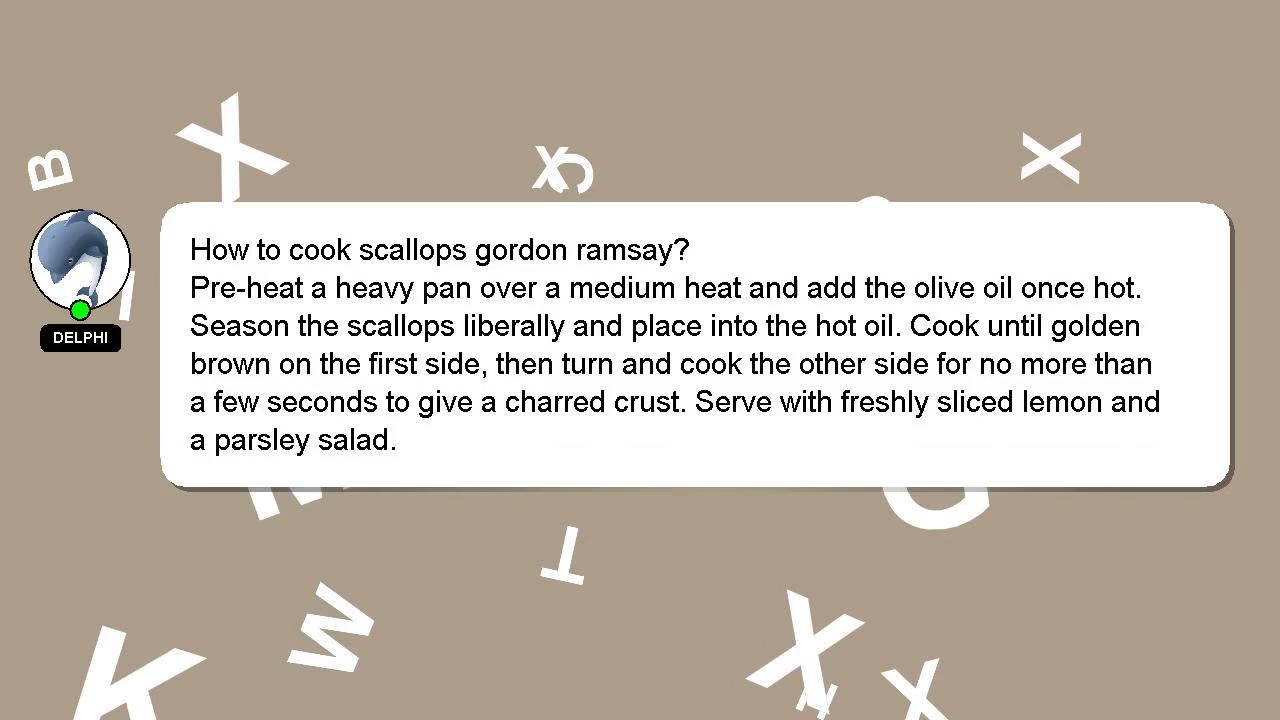 B
X
X
G
X
I
DELPHI
How to cook scallops gordon ramsay?
Pre-heat a heavy pan over a medium heat and add the olive oil once hot.
Season the scallops liberally and place into the hot oil. Cook until golden
brown on the first side, then turn and cook the other side for no more than
a few seconds to give a charred crust. Serve with freshly sliced lemon and
a parsley salad.
M
G
T
W
K
X
X